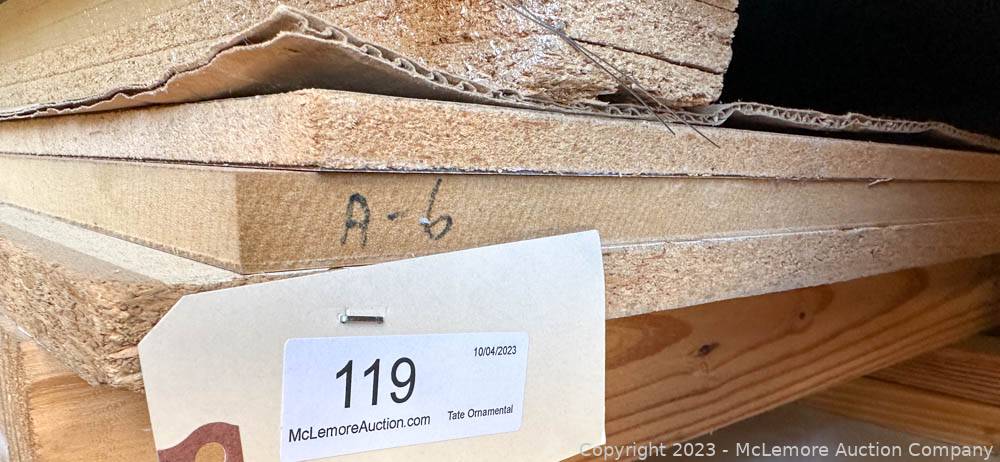 A-6
10/04/2023
119
Tate Ornamental
McLemoreAuction.com
Copyright 2023 - McLemore Auction Company